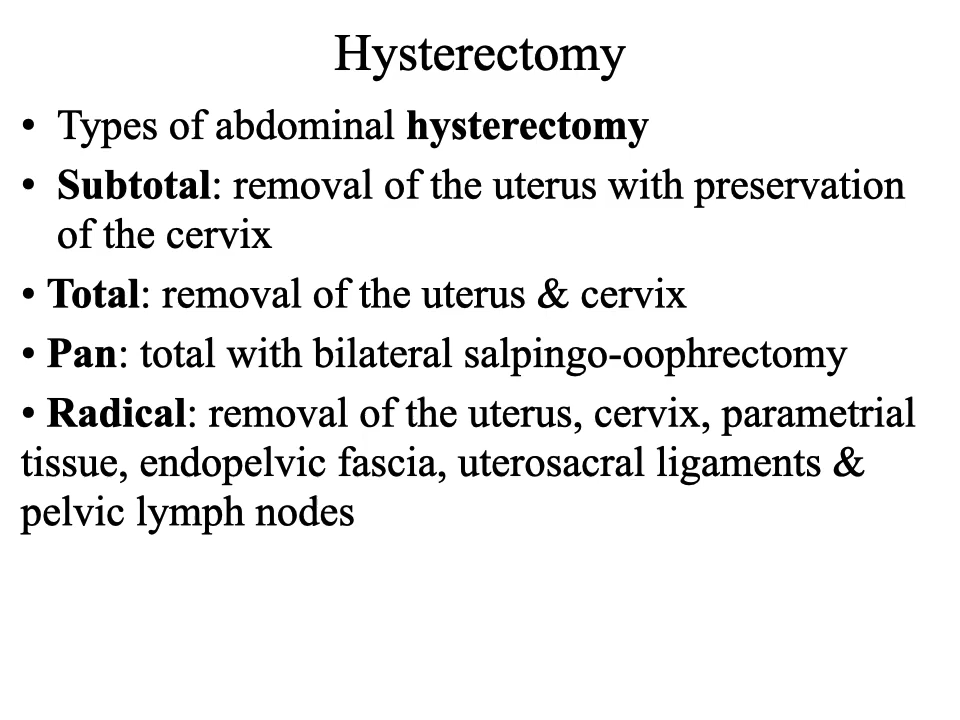 Hysterectomy
• Types of abdominal hysterectomy
• Subtotal: removal of the uterus with preservation
of the cervix
• Total: removal of the uterus & cervix
• Pan: total with bilateral salpingo-oophrectomy
• Radical: removal of the uterus, cervix, parametrial
tissue, endopelvic fascia, uterosacral ligaments &
pelvic lymph nodes